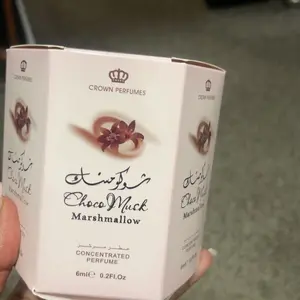 CROWN PERFUMES
شوكو مسك
Choco Musk
Marshmallow
عطر مركز
CONCENTRATED
PERFUME
6ml ℮ 0.2Fl.Oz